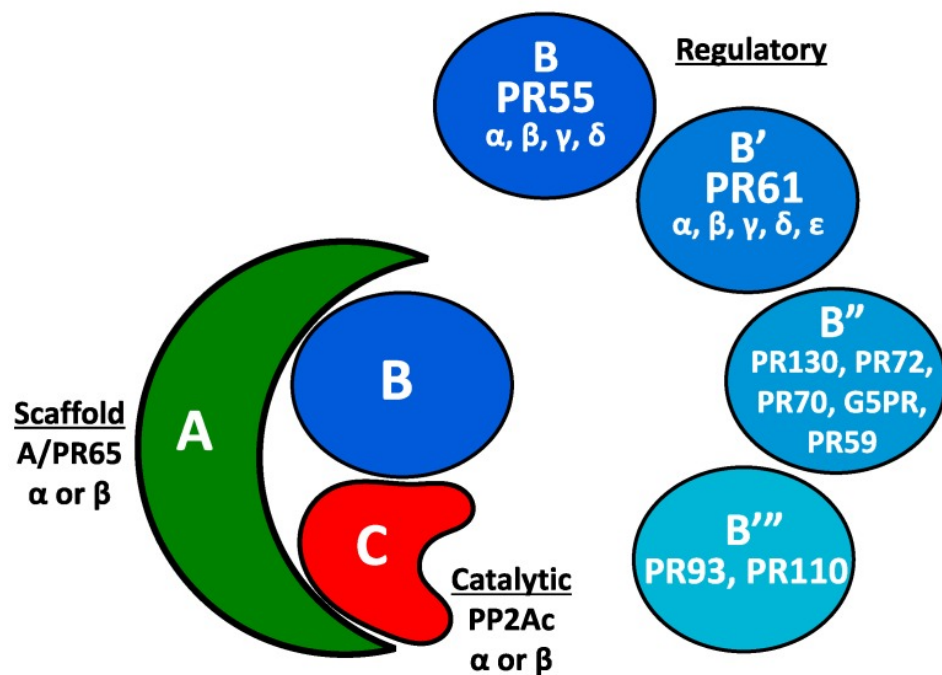 Regulatory
B
PR55
α, β, γ, δ
B'
PR61
α, β, γ, δ, ε
B”
PR130, PR72,
PR70, G5PR,
PR59
B’”
PR93, PR110
Scaffold
A/PR65
α or β
A
B
C
Catalytic
PP2Ac
α or β